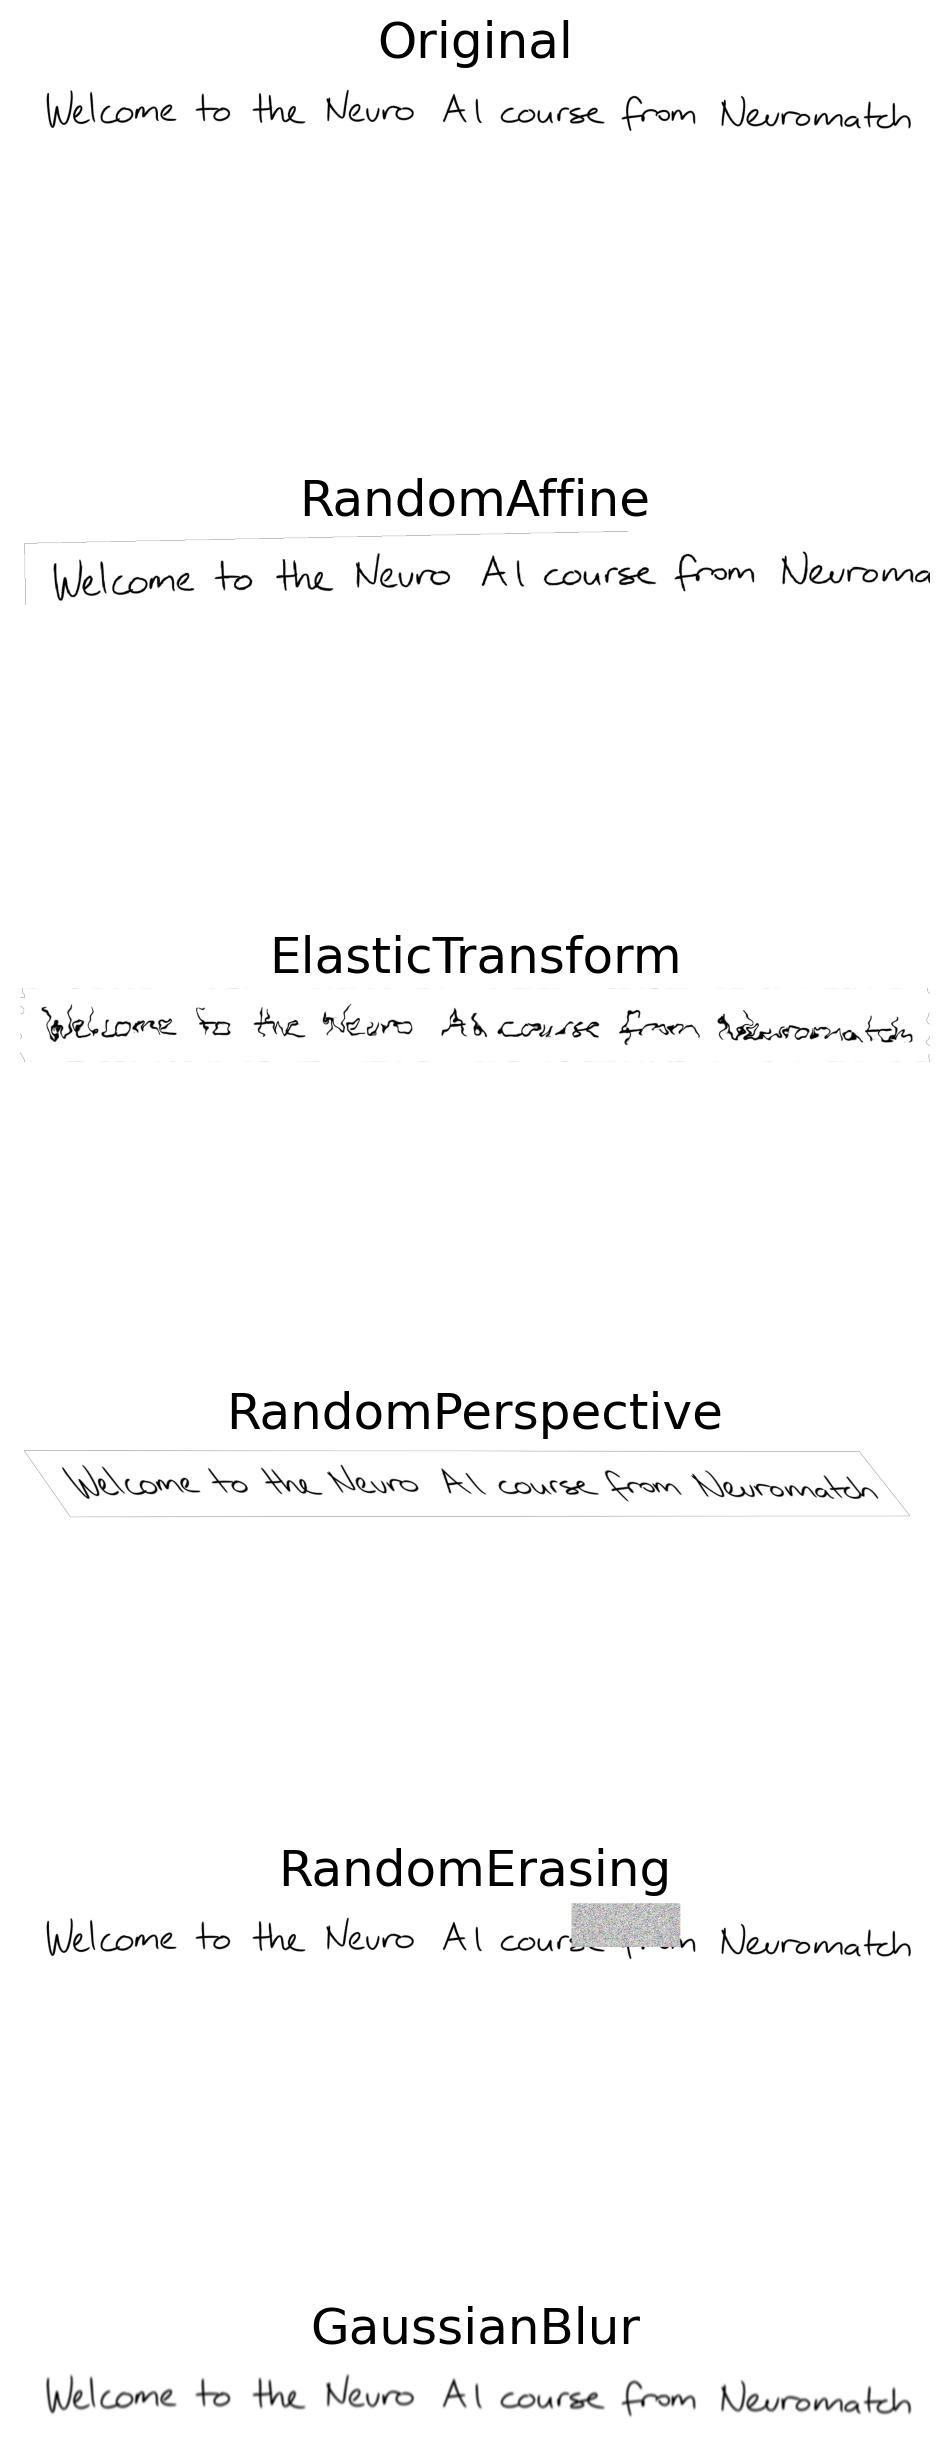 Original
Welcome to the Neuro AI course from Neuromatch
RandomAffine
Welcome to the Neuro AI course from Neuroma
ElasticTransform
Welcome to the Neuro AI course from Neuromatch
RandomPerspective
Welcome to the Neuro AI course from Neuromatch
RandomErasing
Welcome to the Neuro AI Neuromatch
GaussianBlur
Welcome to the Neuro AI course from Neuromatch